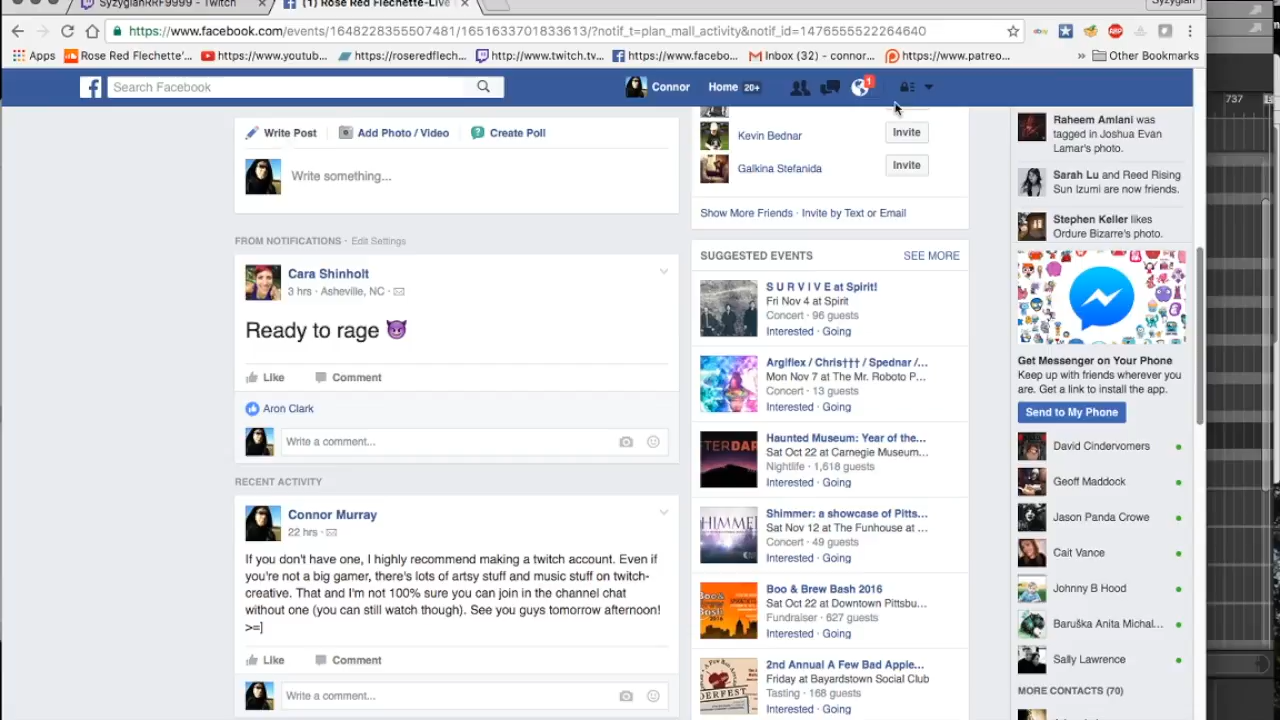 SyzygianRRF9999 - Twitch
(1) Rose Red Flechette-Live
Syzygian
https://www.facebook.com/events/1648228355507481/1651633701833613/?notif_t=plan_mall_activity&notif_id=1476555522264640
Apps
Rose Red Flechette'...
https://www.youtub...
https://roseredflec...
http://www.twitch.tv...
https://www.facebo...
Inbox (32) - connor...
https://www.patreo...
Other Bookmarks
Search Facebook
Connor
Home 20+
1
737
Write Post
Add Photo / Video
Create Poll
Write something...
FROM NOTIFICATIONS · Edit Settings
Cara Shinholt
3 hrs · Asheville, NC ·
Ready to rage 😈
Like
Comment
Aron Clark
Write a comment...
RECENT ACTIVITY
Connor Murray
22 hrs ·
If you don't have one, I highly recommend making a twitch account. Even if
you're not a big gamer, there's lots of artsy stuff and music stuff on twitch-
creative. That and I'm not 100% sure you can join in the channel chat
without one (you can still watch though). See you guys tomorrow afternoon!
>=]
Like
Comment
Write a comment...
Kevin Bednar
Invite
Galkina Stefanida
Invite
Show More Friends · Invite by Text or Email
SUGGESTED EVENTS
SEE MORE
S U R V I V E at Spirit!
Fri Nov 4 at Spirit
Concert · 96 guests
Interested · Going
Argiflex / Chris††† / Spednar /...
Mon Nov 7 at The Mr. Roboto P...
Concert · 13 guests
Interested · Going
Haunted Museum: Year of the...
Sat Oct 22 at Carnegie Museum...
Nightlife · 1,618 guests
Interested · Going
Shimmer: a showcase of Pitts...
Sat Nov 12 at The Funhouse at ...
Concert · 49 guests
Interested · Going
Boo & Brew Bash 2016
Sat Oct 22 at Downtown Pittsbu...
Fundraiser · 627 guests
Interested · Going
2nd Annual A Few Bad Apple...
Friday at Bayardstown Social Club
Tasting · 168 guests
Interested · Going
Raheem Amlani was
tagged in Joshua Evan
Lamar's photo.
Sarah Lu and Reed Rising
Sun Izumi are now friends.
Stephen Keller likes
Ordure Bizarre's photo.
Get Messenger on Your Phone
Keep up with friends wherever you
are. Get a link to install the app.
Send to My Phone
David Cindervomers
Geoff Maddock
Jason Panda Crowe
Cait Vance
Johnny B Hood
Baruška Anita Michal...
Sally Lawrence
MORE CONTACTS (70)